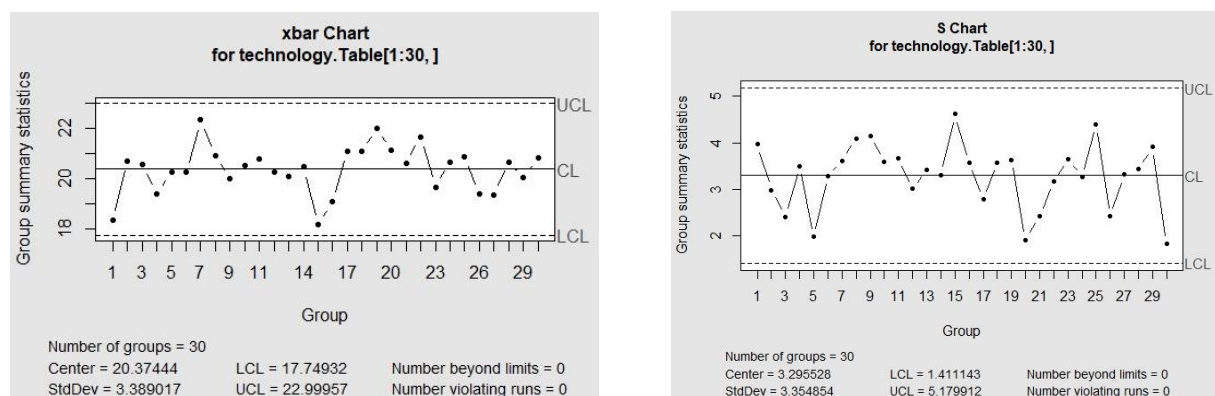 xbar Chart
for technology.Table[1:30, ]
Group summary statistics
22
20
18
UCL
CL
LCL
1 3 5 7 9 11 14 17 20 23 26 29
Group
Number of groups = 30
Center = 20.37444 LCL = 17.74932 Number beyond limits = 0
StdDev = 3.389017 UCL = 22.99957 Number violating runs = 0
S Chart
for technology.Table[1:30, ]
Group summary statistics
5
4
3
2
UCL
CL
LCL
1 3 5 7 9 11 13 15 17 19 21 23 25 27 29
Group
Number of groups = 30
Center = 3.295528 LCL = 1.411143 Number beyond limits = 0
StdDev = 3.354854 UCL = 5.179912 Number violating runs = 0